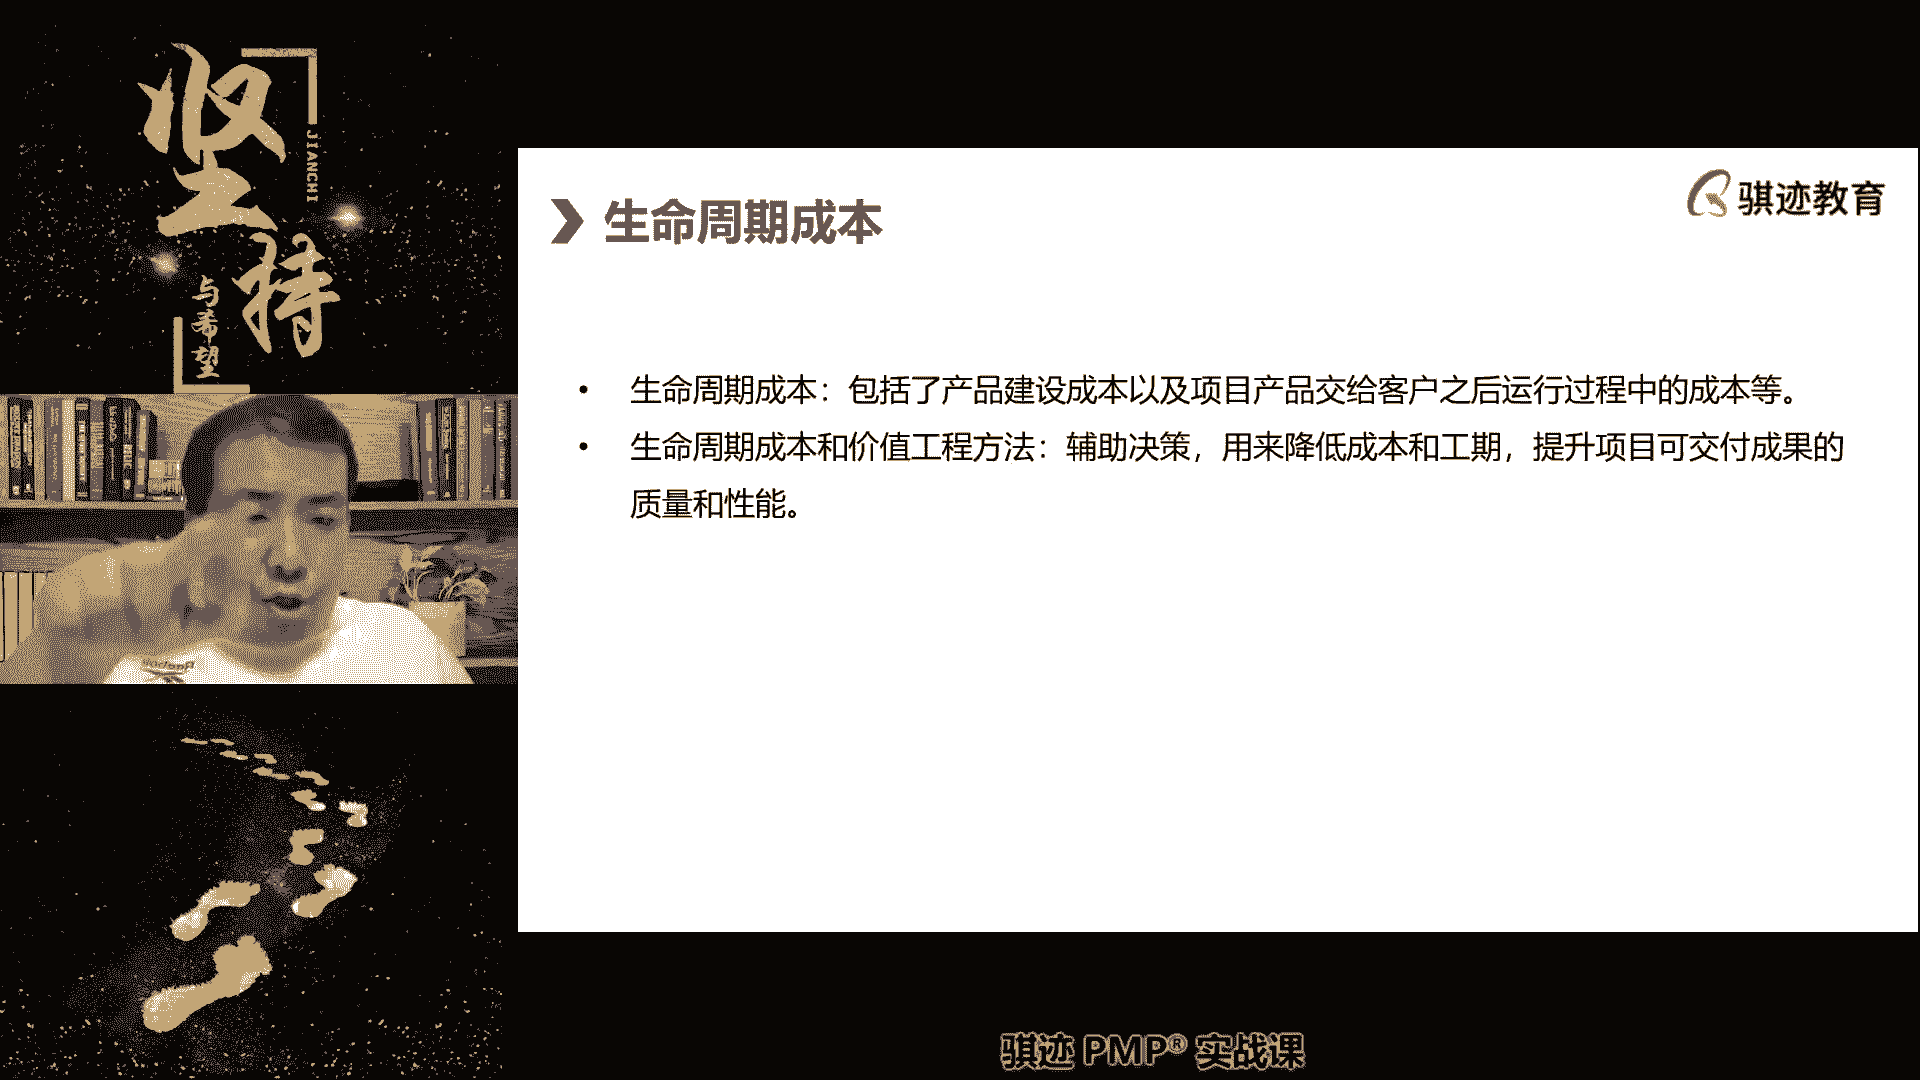 坚持
JIANCHI
与希望
骐迹教育
生命周期成本
• 生命周期成本：包括了产品建设成本以及项目产品交给客户之后运行过程中的成本等。
• 生命周期成本和价值工程方法：辅助决策，用来降低成本和工期，提升项目可交付成果的
质量和性能。
骐迹 PMP® 实战课